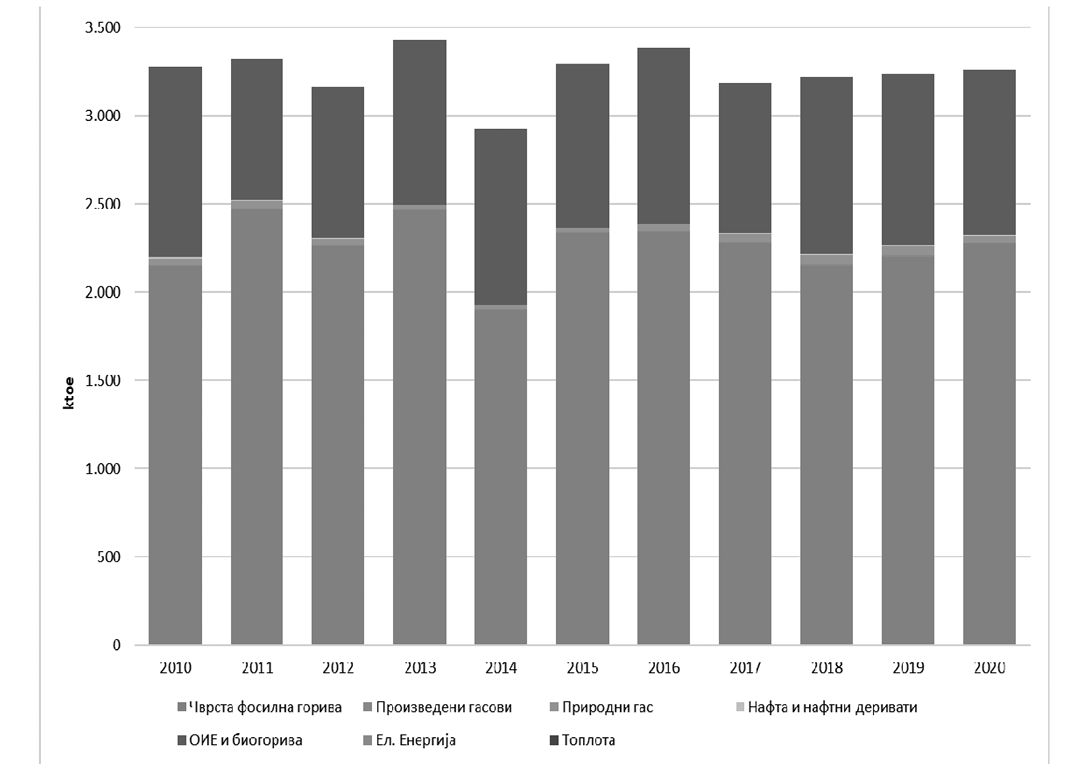 3.500
3.000
2.500
2.000
1.500
1.000
500
0
ktoe
2010 2011 2012 2013 2014 2015 2016 2017 2018 2019 2020
Чврста фосилна горива Произведени гасови Природни гас Нафта и нафтни деривати
ОИЕ и биогорива Ел. Енергија Топлота